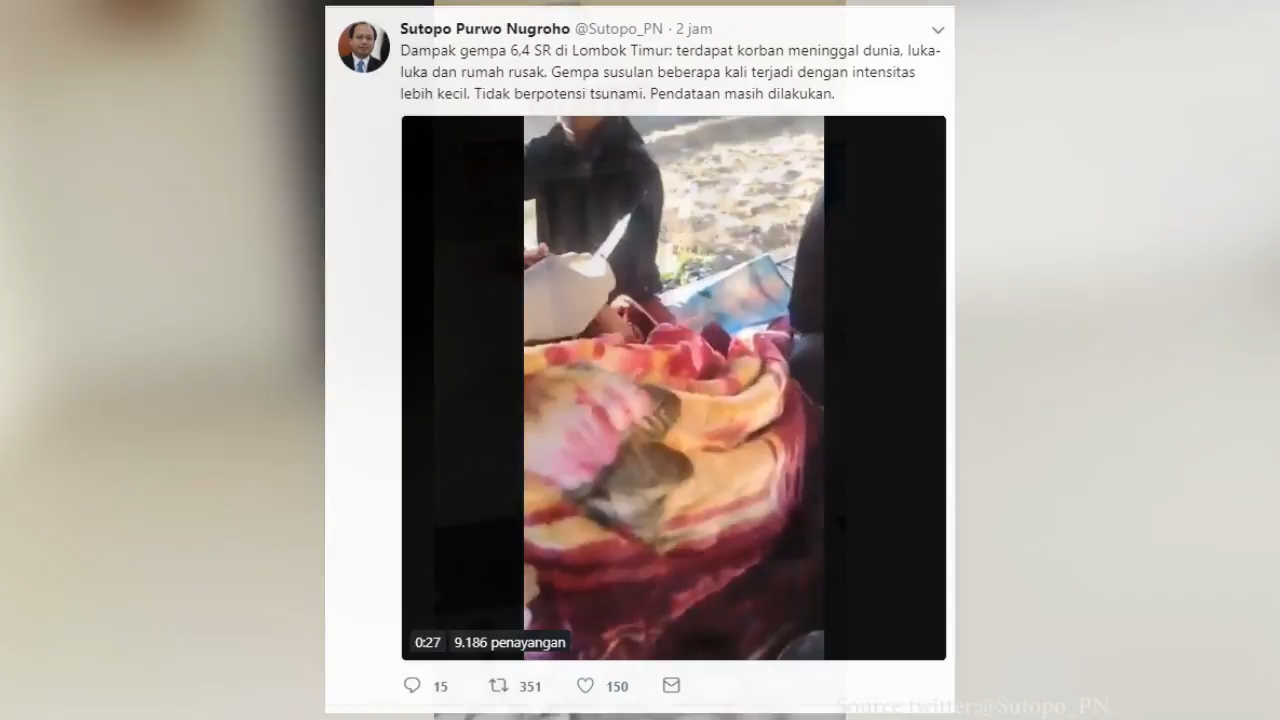 Sutopo Purwo Nugroho @Sutopo_PN · 2 jam
Dampak gempa 6,4 SR di Lombok Timur: terdapat korban meninggal dunia, luka-
luka dan rumah rusak. Gempa susulan beberapa kali terjadi dengan intensitas
lebih kecil. Tidak berpotensi tsunami. Pendataan masih dilakukan.
0:27 9.186 penayangan
15 351 150
Source twitter:@Sutopo_PN